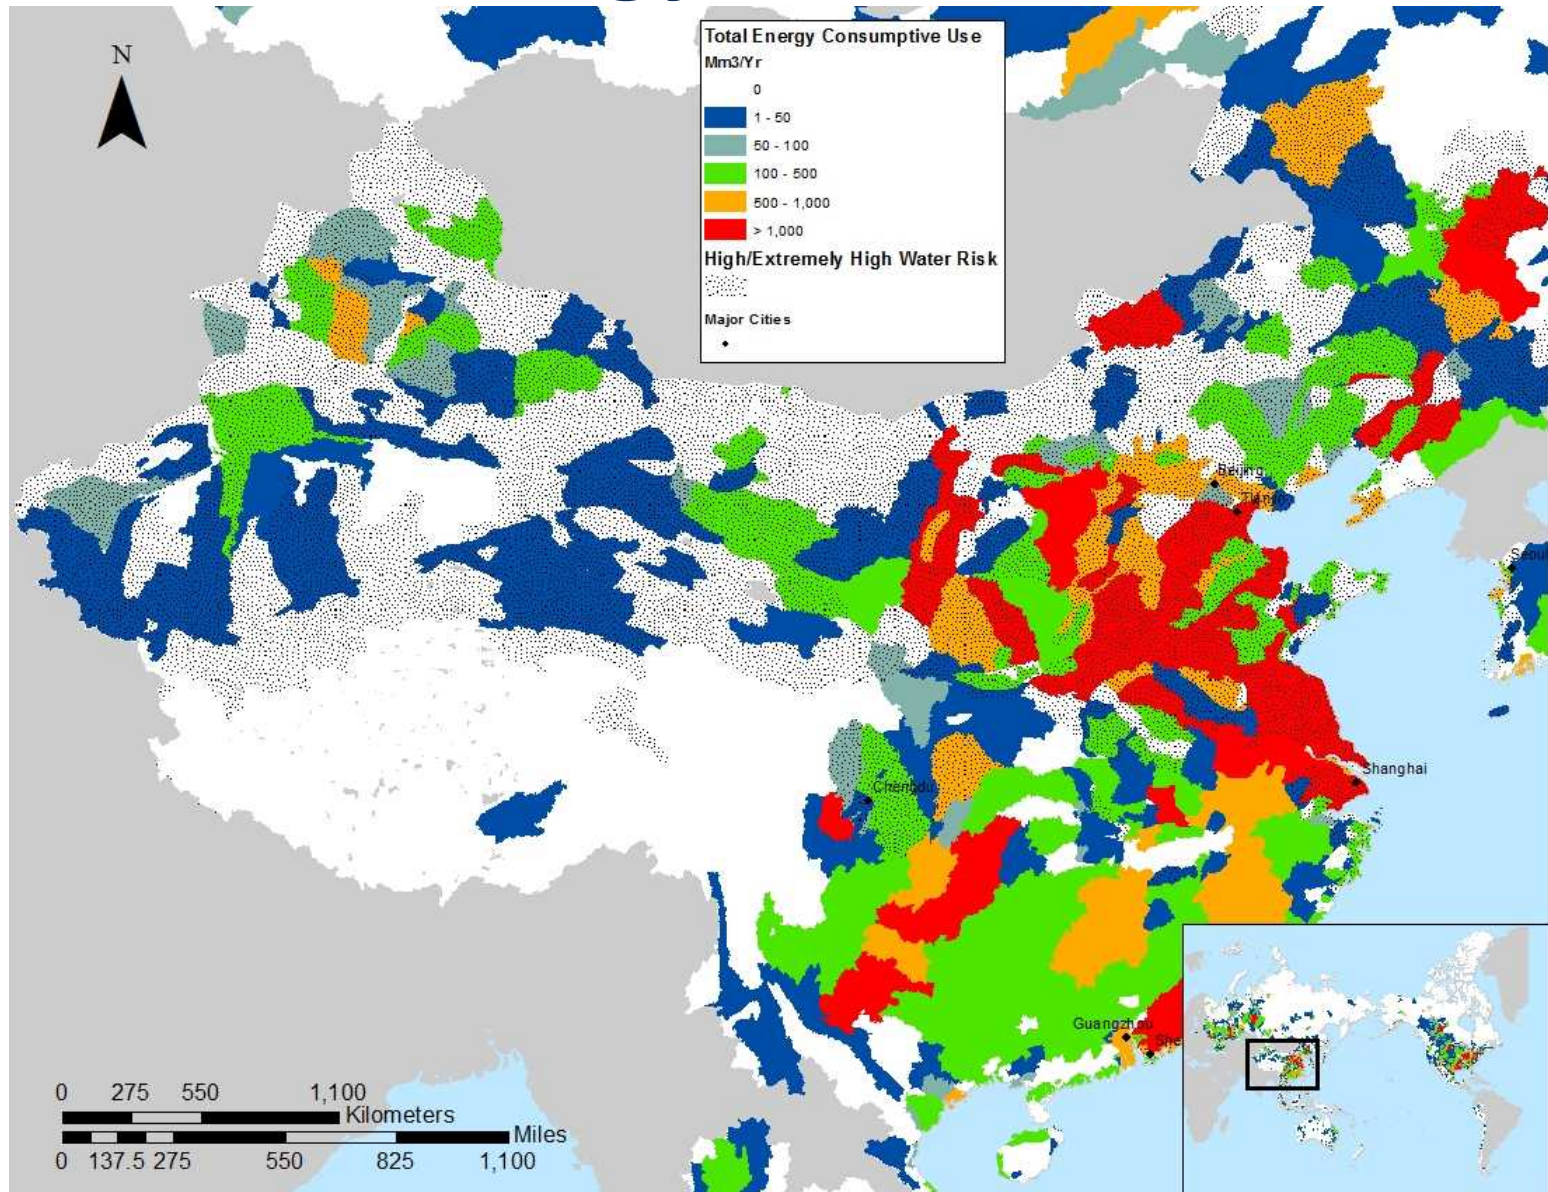 N
Total Energy Consumptive Use
Mm3/Yr
0
1 - 50
50 - 100
100 - 500
500 - 1,000
> 1,000
High/Extremely High Water Risk
Major Cities
Beijing
Seoul
Shanghai
Chengdu
Guangzhou
She
0 275 550 1,100
Kilometers
Miles
0 137.5 275 550 825 1,100